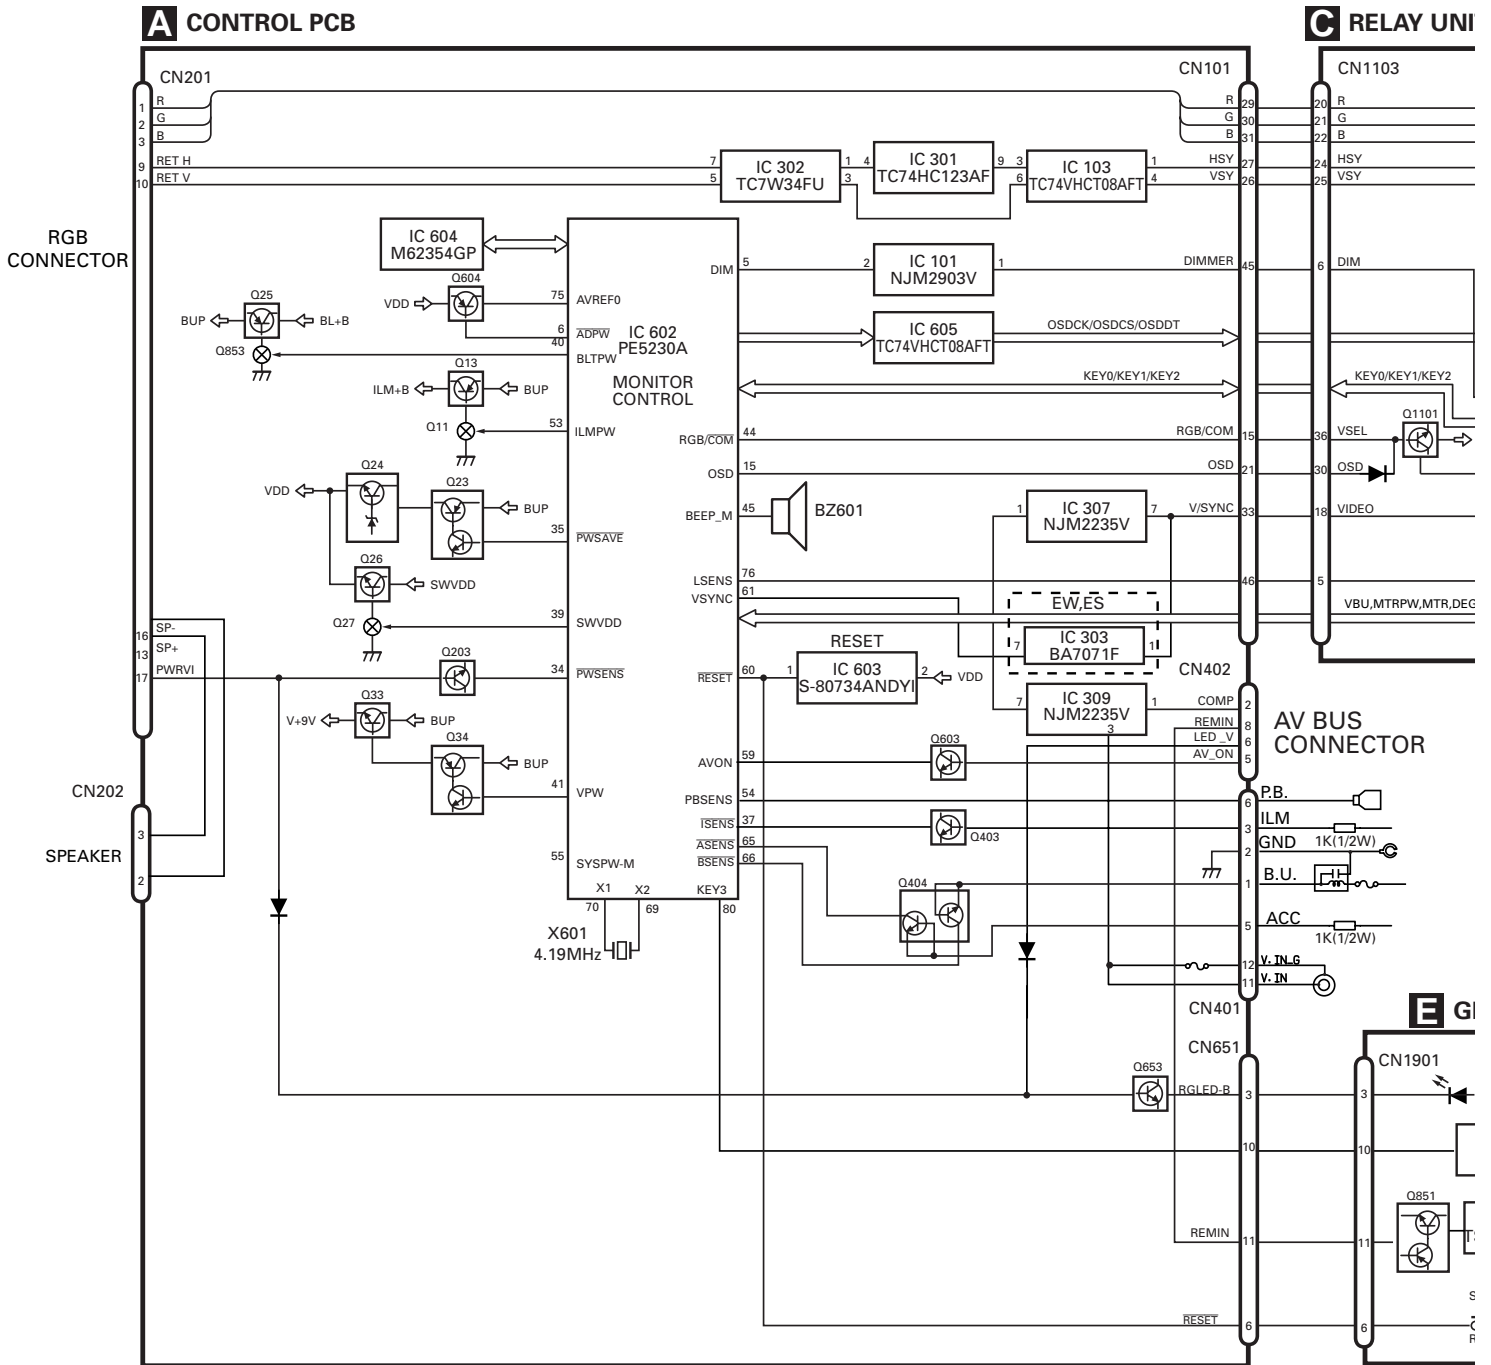 A CONTROL PCB
C RELAY UNI
CN201
CN101
CN1103
1 R
2 G
3 B
R 29
G 30
B 31
20 R
21 G
22 B
9 RET H
10 RET V
7
5
IC 302
TC7W34FU
1
3
4
IC 301
TC74HC123AF
9
3
6
IC 103
TC74VHCT08AFT
1
4
HSY 27
VSY 26
24 HSY
25 VSY
RGB
CONNECTOR
IC 604
M62354GP
Q604
VDD
75 AVREF0
6 ADPW
40 BLTPW
Q25
BUP
BL+B
Q853
IC 602
PE5230A
MONITOR
CONTROL
DIM 5
2
IC 101
NJM2903V
1
DIMMER 45
6 DIM
IC 605
TC74VHCT08AFT
OSDCK/OSDCS/OSDDT
KEY0/KEY1/KEY2
KEY0/KEY1/KEY2
Q13
ILM+B
BUP
Q11
53 ILMPW
RGB/COM 44
RGB/COM 15
36 VSEL
Q1101
OSD 15
OSD 21
30 OSD
Q24
Q23
VDD
BUP
35 PWSAVE
BEEP_M 45
BZ601
1
IC 307
NJM2235V
7
V/SYNC 33
18 VIDEO
Q26
SWVDD
Q27
39 SWVDD
LSENS 76
VSYNC 61
46
5
EW,ES
7
IC 303
BA7071F
1
VBU,MTRPW,MTR,DEG
16 SP-
13 SP+
17 PWRVI
Q203
34 PWSENS
RESET 60
RESET
1
IC 603
S-80734ANDYI
2
VDD
CN402
7
IC 309
NJM2235V
1
3
COMP 2
REMIN 8
LED _V 6
AV_ON 5
AV BUS
CONNECTOR
Q33
V+9V
BUP
Q34
BUP
41 VPW
AVON 59
Q603
CN202
3
SPEAKER
2
PBSENS 54
6 P.B.
ISENS 37
Q403
3 ILM
1K(1/2W)
ASENS 65
BSENS 66
2 GND
55 SYSPW-M
X1
X2
KEY3
70
69
80
X601
4.19MHz
Q404
1 B.U.
5 ACC
1K(1/2W)
12 V.IN_G
11 V.IN
CN401
E G
CN651
CN1901
Q653
RGLED-B 3
3
10
10
Q851
REMIN 11
11
RESET 6
6